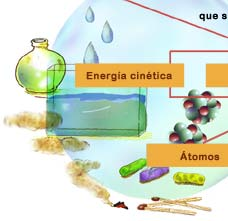 que s
Energía cinética
Átomos